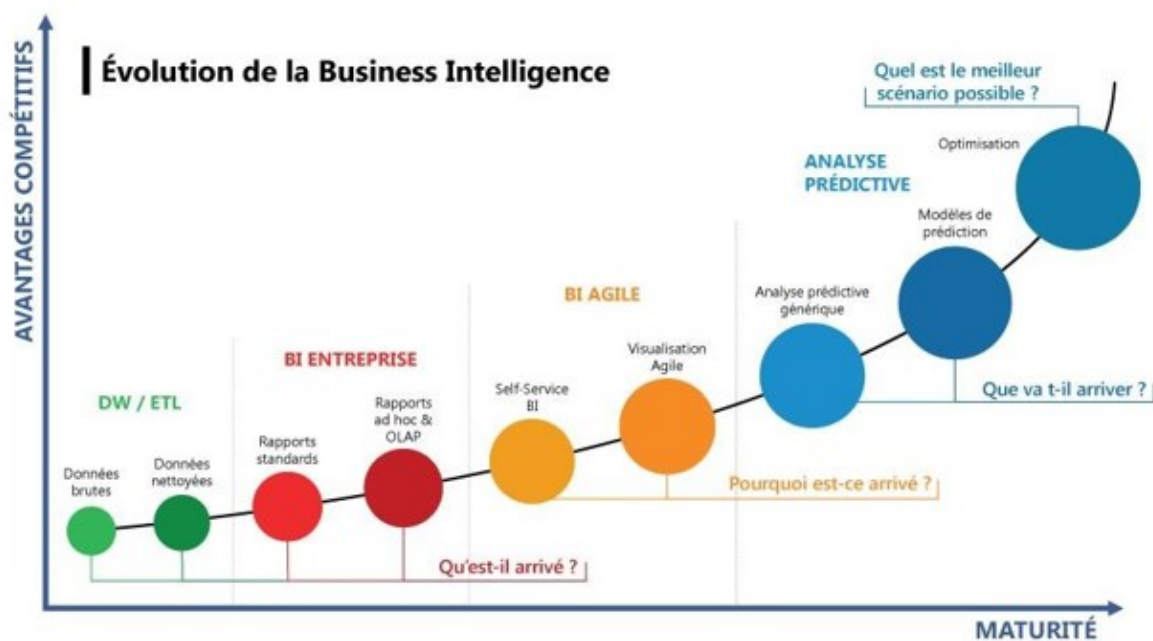 AVANTAGES COMPÉTITIFS
Évolution de la Business Intelligence
Quel est le meilleur
scénario possible ?
Optimisation
ANALYSE
PRÉDICTIVE
Modèles de
prédiction
BI AGILE
Analyse prédictive
générique
Visualisation
Agile
BI ENTREPRISE
Self-Service
BI
Que va t-il arriver ?
DW / ETL
Rapports
ad hoc &
OLAP
Rapports
standards
Données
nettoyées
Données
brutes
Pourquoi est-ce arrivé ?
Qu'est-il arrivé ?
MATURITÉ